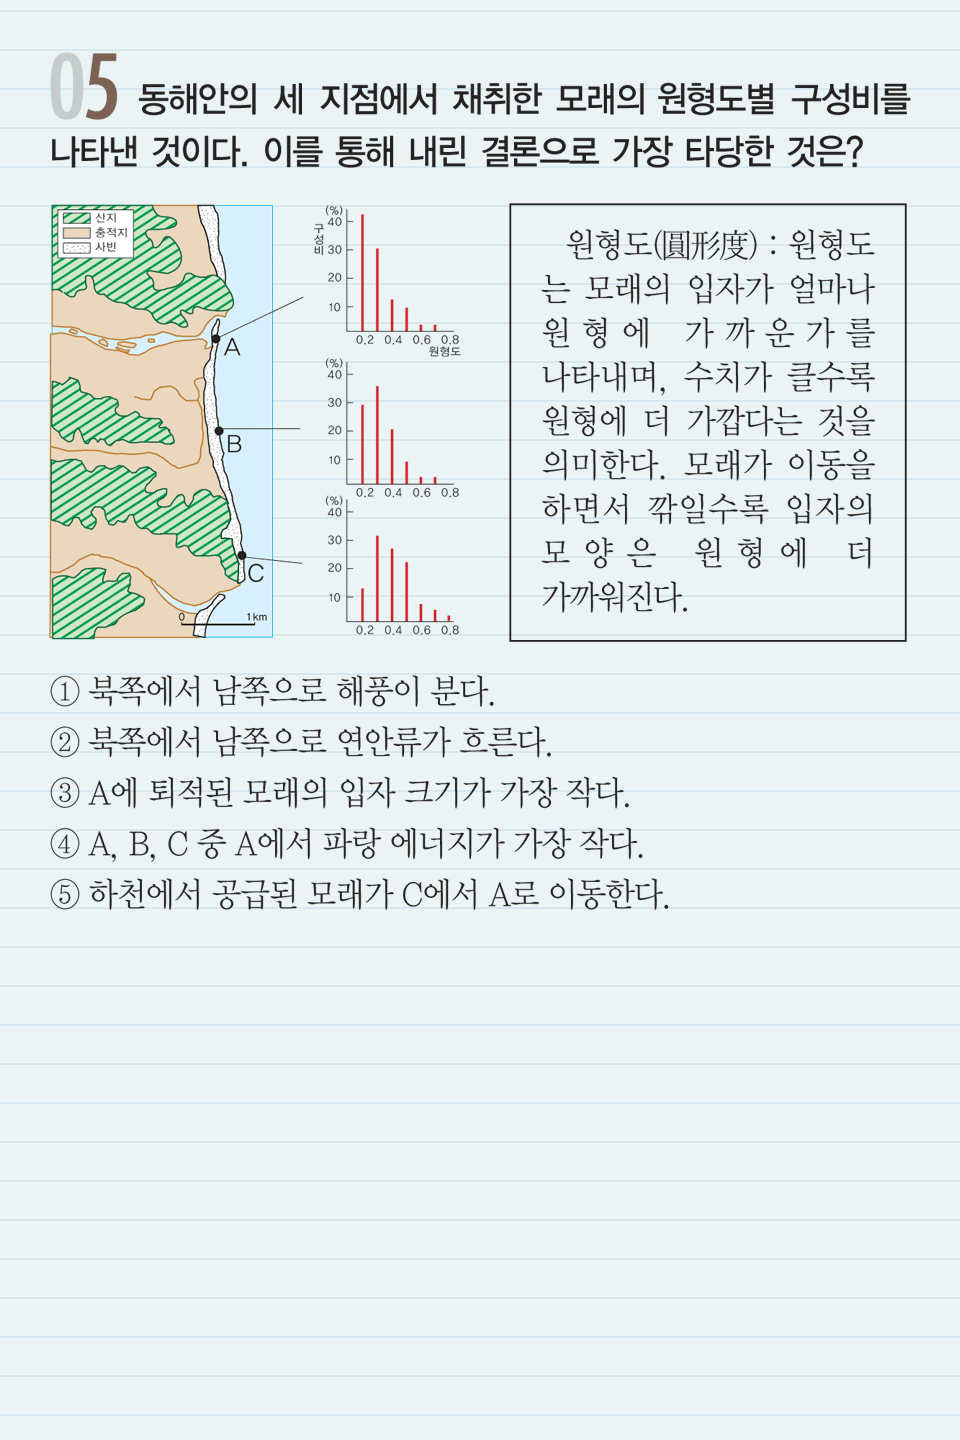 05 동해안의 세 지점에서 채취한 모래의 원형도별 구성비를
나타낸 것이다. 이를 통해 내린 결론으로 가장 타당한 것은?
산지
충적지
사빈
A
B
C
0 1km
(%)
구성비
40
30
20
10
0.2 0.4 0.6 0.8
원형도
(%)
40
30
20
10
0.2 0.4 0.6 0.8
(%)
40
30
20
10
0.2 0.4 0.6 0.8
원형도(圓形度) : 원형도
는 모래의 입자가 얼마나
원형에 가까운가를
나타내며, 수치가 클수록
원형에 더 가깝다는 것을
의미한다. 모래가 이동을
하면서 깎일수록 입자의
모양은 원형에 더
가까워진다.
① 북쪽에서 남쪽으로 해풍이 분다.
② 북쪽에서 남쪽으로 연안류가 흐른다.
③ A에 퇴적된 모래의 입자 크기가 가장 작다.
④ A, B, C 중 A에서 파랑 에너지가 가장 작다.
⑤ 하천에서 공급된 모래가 C에서 A로 이동한다.